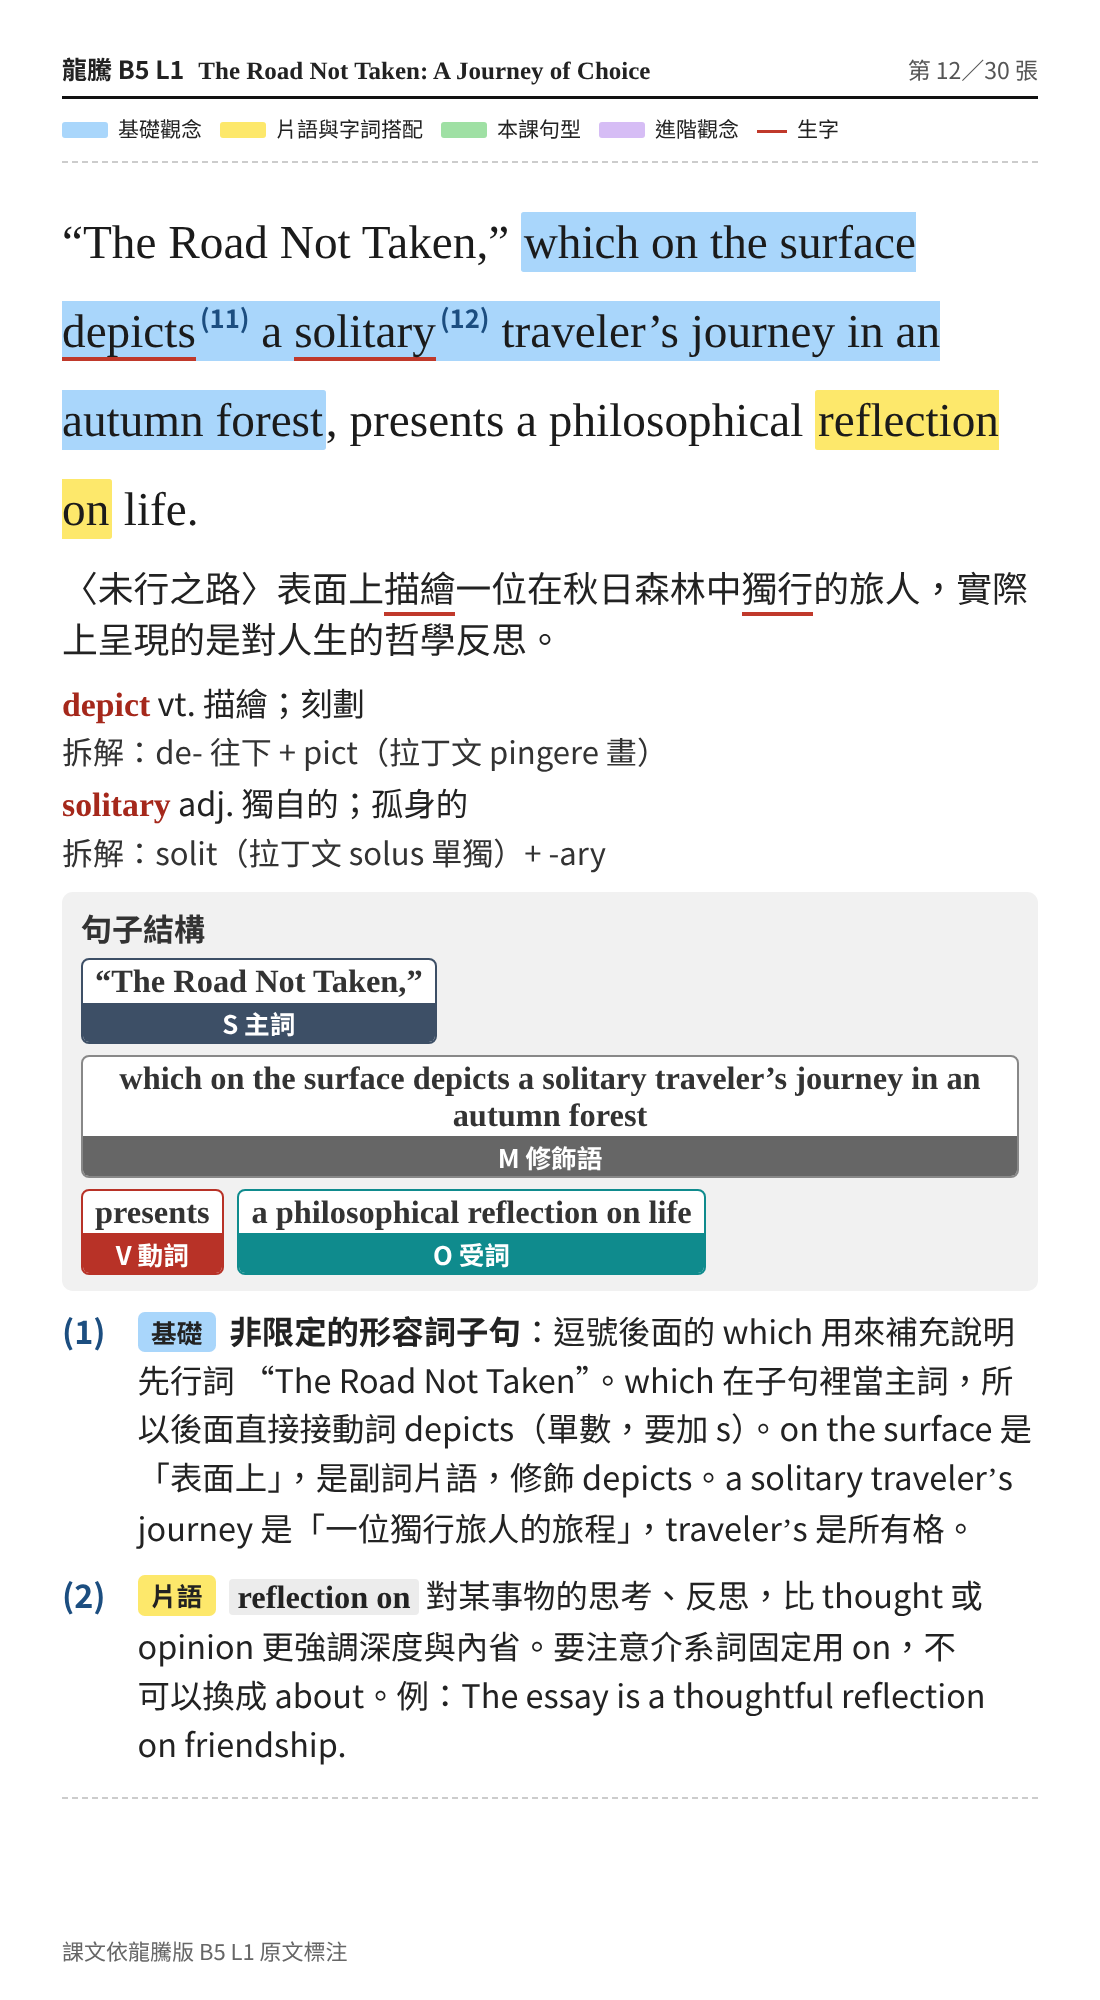 龍騰 B5 L1 The Road Not Taken: A Journey of Choice 第 12／30 張
基礎觀念 片語與字詞搭配 本課句型 進階觀念 生字
“The Road Not Taken,” which on the surface
depicts(11) a solitary(12) traveler’s journey in an
autumn forest, presents a philosophical reflection
on life.
〈未行之路〉表面上描繪一位在秋日森林中獨行的旅人，實際
上呈現的是對人生的哲學反思。
depict vt. 描繪；刻劃
拆解：de- 往下 + pict（拉丁文 pingere 畫）
solitary adj. 獨自的；孤身的
拆解：solit（拉丁文 solus 單獨）+ -ary
句子結構
“The Road Not Taken,”
S 主詞
which on the surface depicts a solitary traveler’s journey in an
autumn forest
M 修飾語
presents a philosophical reflection on life
V 動詞 O 受詞
(1) 基礎 非限定的形容詞子句：逗號後面的 which 用來補充說明
先行詞 “The Road Not Taken”。which 在子句裡當主詞，所
以後面直接接動詞 depicts（單數，要加 s）。on the surface 是
「表面上」，是副詞片語，修飾 depicts。a solitary traveler’s
journey 是「一位獨行旅人的旅程」，traveler’s 是所有格。
(2) 片語 reflection on 對某事物的思考、反思，比 thought 或
opinion 更強調深度與內省。要注意介系詞固定用 on，不
可以換成 about。例：The essay is a thoughtful reflection
on friendship.
課文依龍騰版 B5 L1 原文標注